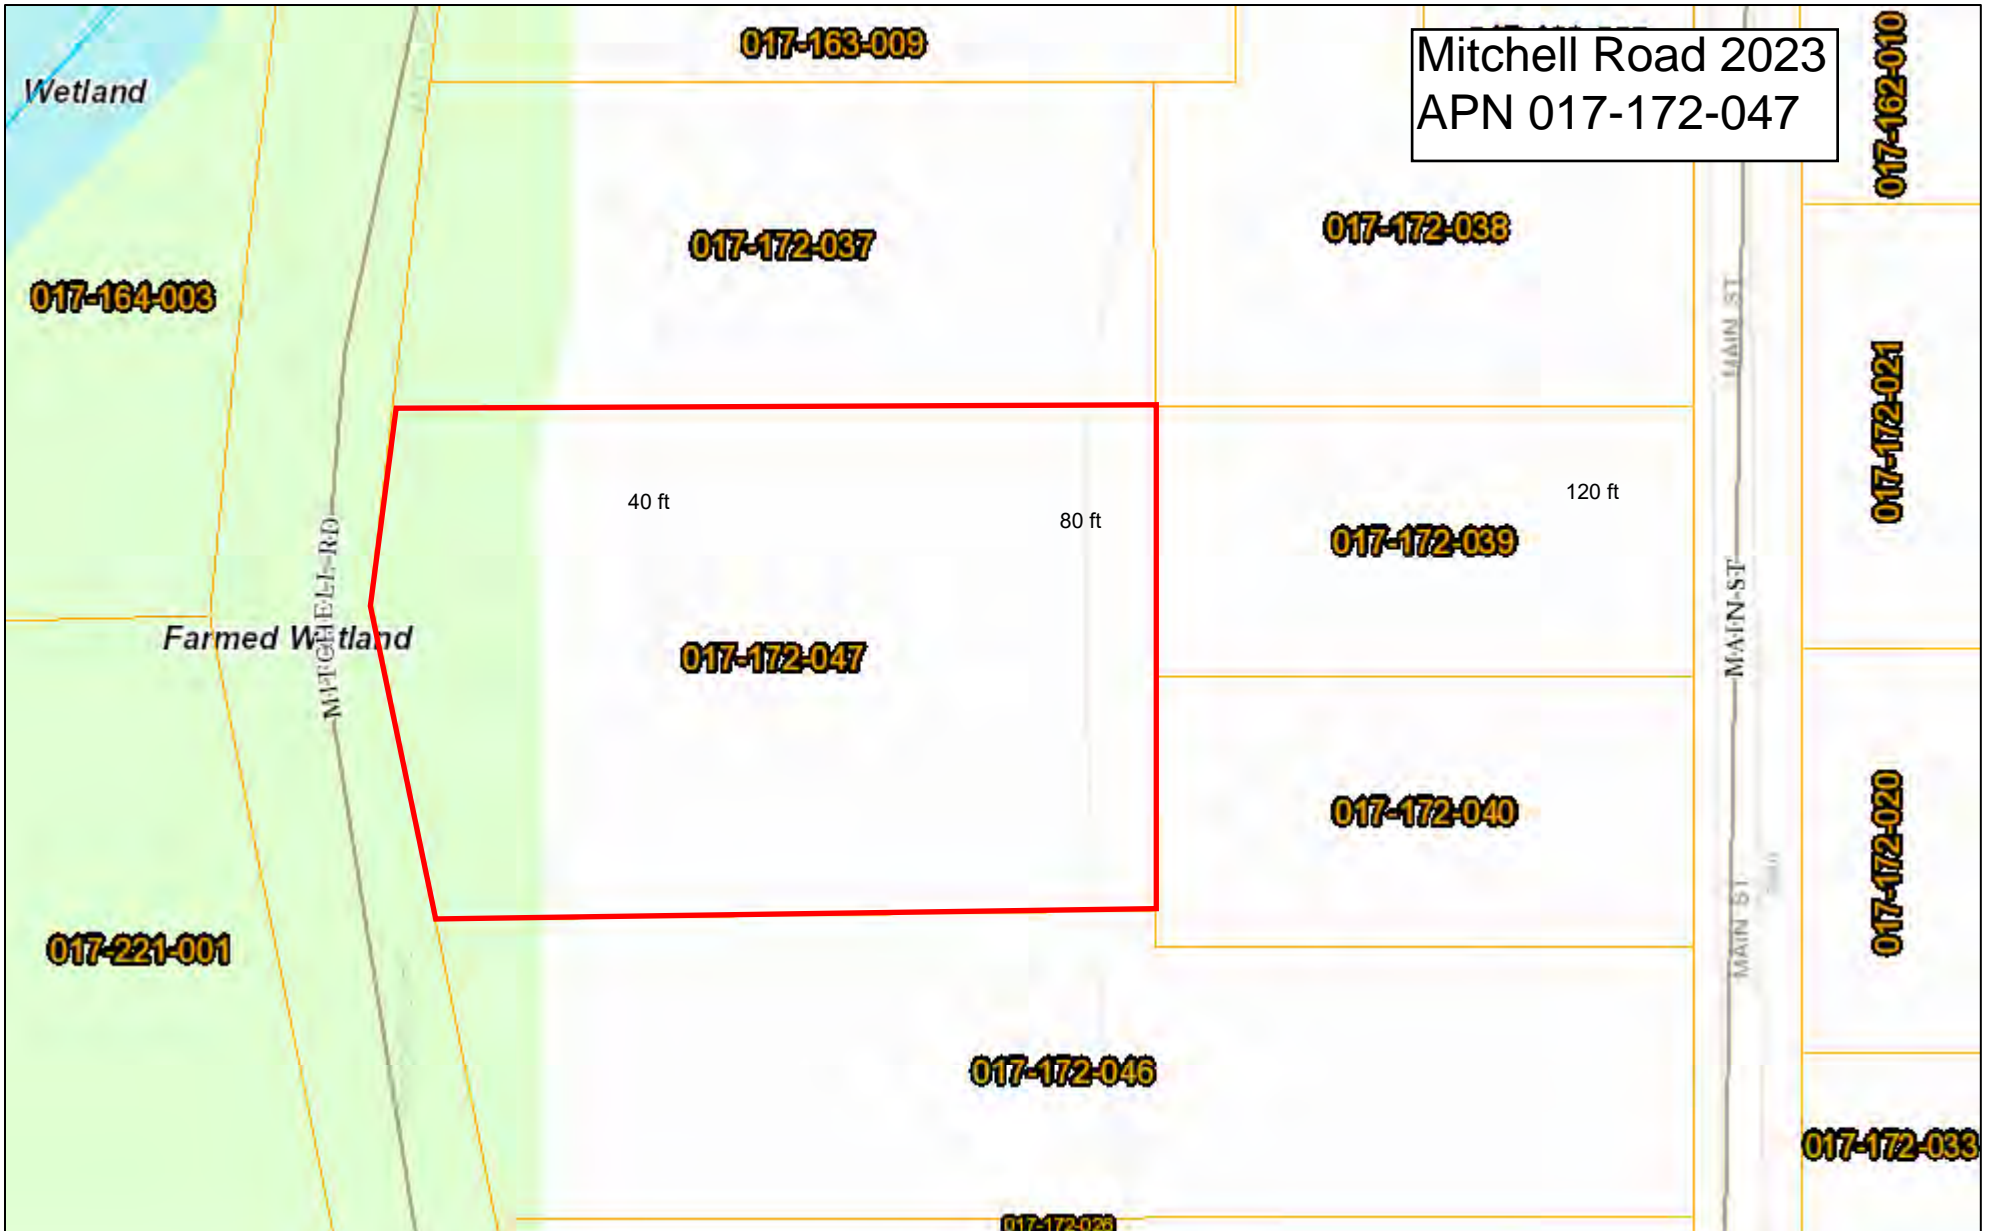 017-163-009
Mitchell Road 2023
APN 017-172-047
017-162-010
Wetland
017-172-037
017-172-038
017-164-003
MAIN ST
017-172-021
40 ft
80 ft
120 ft
017-172-039
MITCHELL RD
MAIN ST
Farmed Wetland
017-172-047
017-172-040
017-172-020
MAIN ST
017-221-001
017-172-046
017-172-033
017-172-026